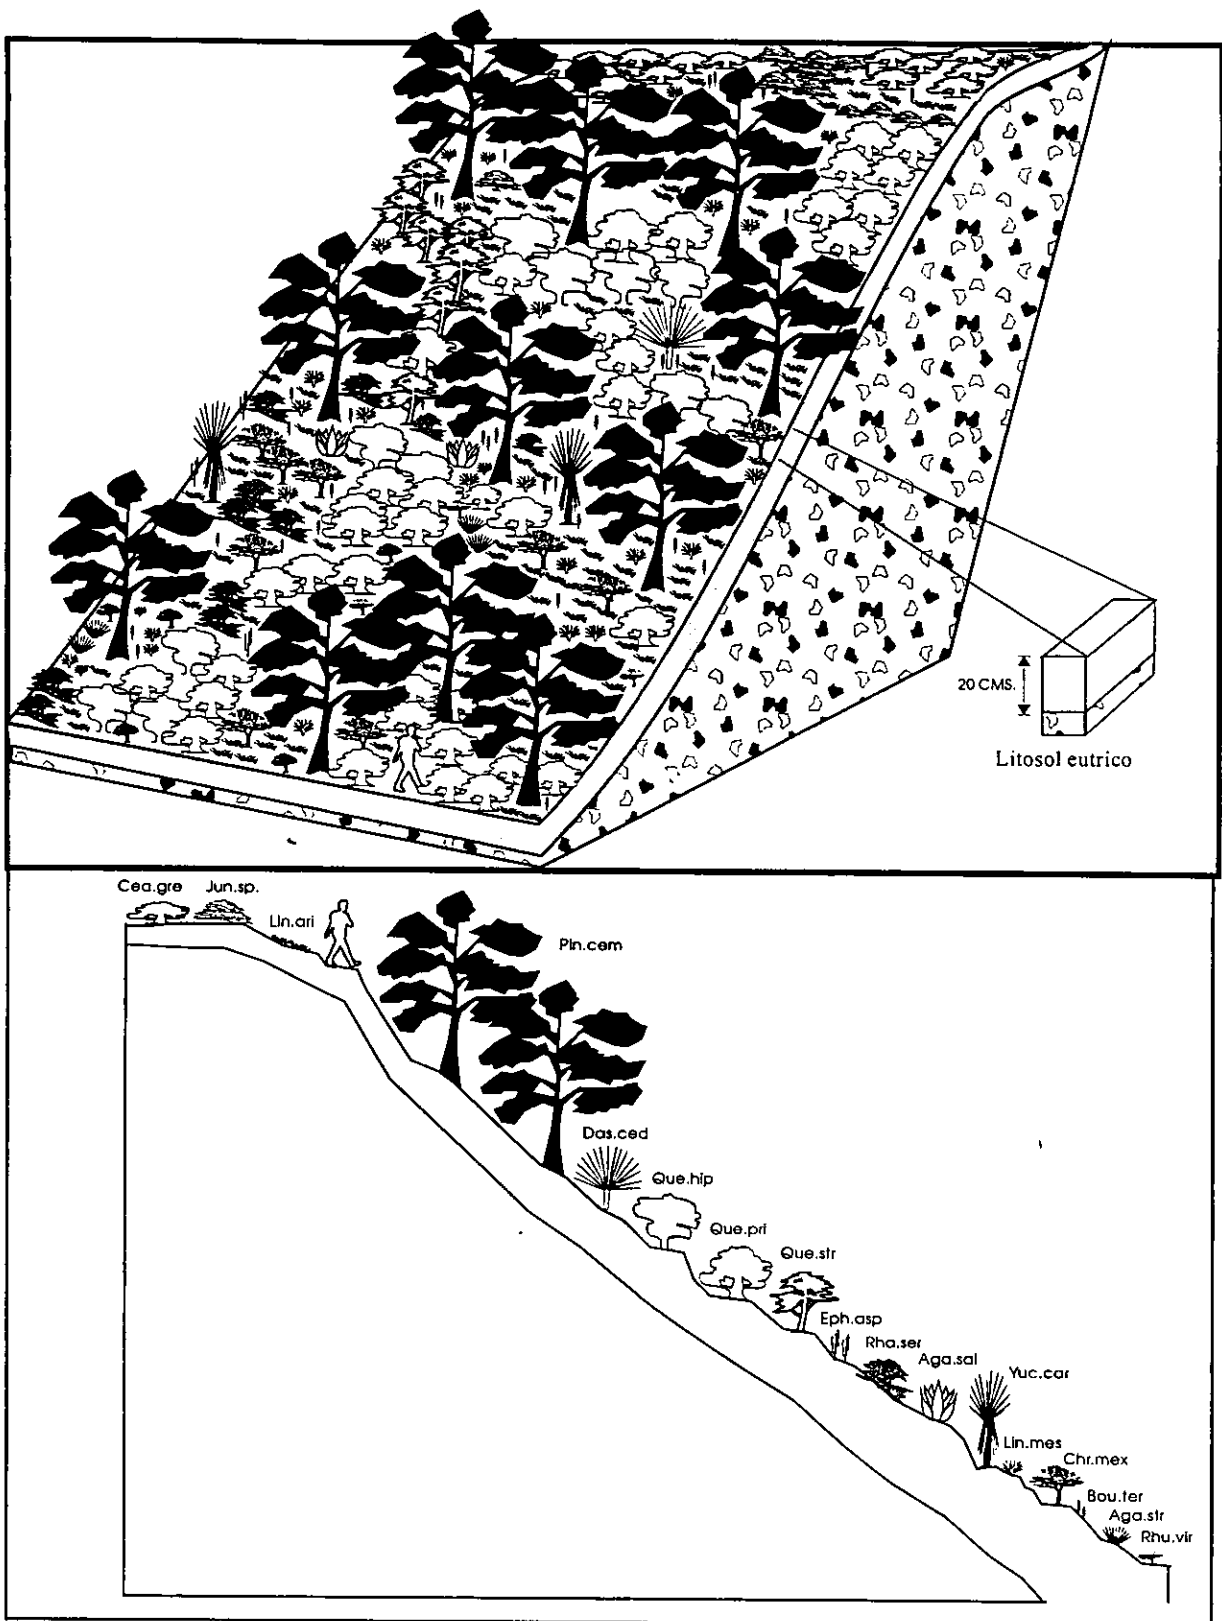 20 CMS.
Litosol eutrico
Cea.gre Jun.sp.
Lin.ari
Pin.cem
Das.ced
Que.hip
Que.pri
Que.str
Eph.asp
Rha.ser
Aga.sal
Yuc.car
Lin.mes
Chr.mex
Bou.ter
Aga.str
Rhu.vir